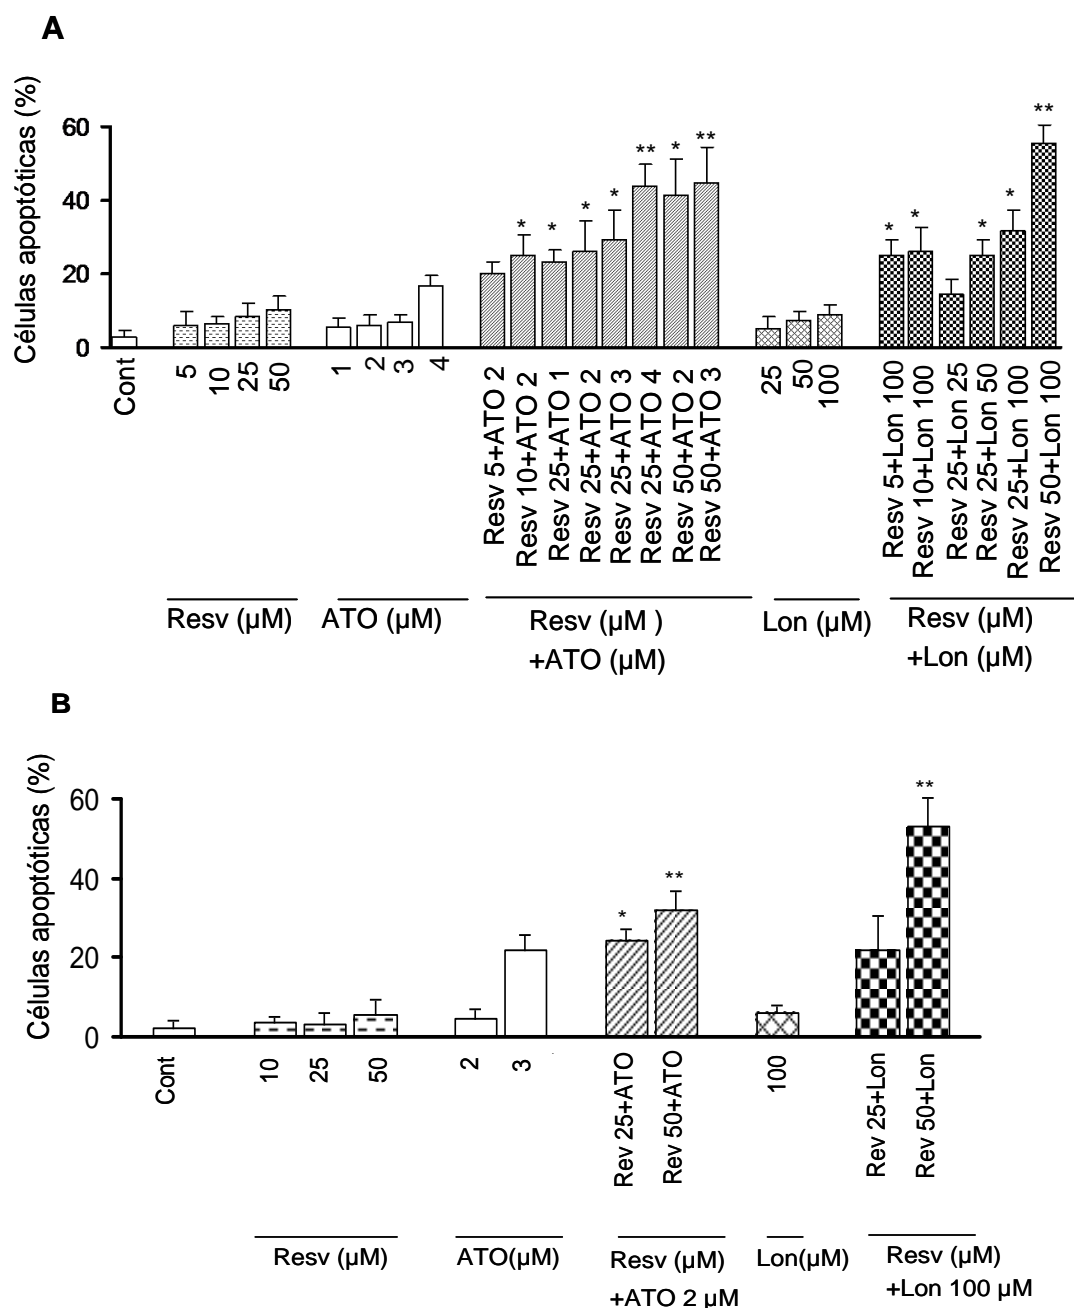 A
Células apoptóticas (%)
60
40
20
0
*
*
*
*
**
*
**
*
*
*
*
**
Cont
5
10
25
50
1
2
3
4
Resv 5+ATO 2
Resv 10+ATO 2
Resv 25+ATO 1
Resv 25+ATO 2
Resv 25+ATO 3
Resv 25+ATO 4
Resv 50+ATO 2
Resv 50+ATO 3
25
50
100
Resv 5+Lon 100
Resv 10+Lon 100
Resv 25+Lon 25
Resv 25+Lon 50
Resv 25+Lon 100
Resv 50+Lon 100
Resv (µM)
ATO (µM)
Resv (µM )
+ATO (µM)
Lon (µM)
Resv (µM)
+Lon (µM)
B
Células apoptóticas (%)
60
40
20
0
*
**
**
Cont
10
25
50
2
3
Rev 25+ATO
Rev 50+ATO
100
Rev 25+Lon
Rev 50+Lon
Resv (µM)
ATO(µM)
Resv (µM)
+ATO 2 µM
Lon(µM)
Resv (µM)
+Lon 100 µM